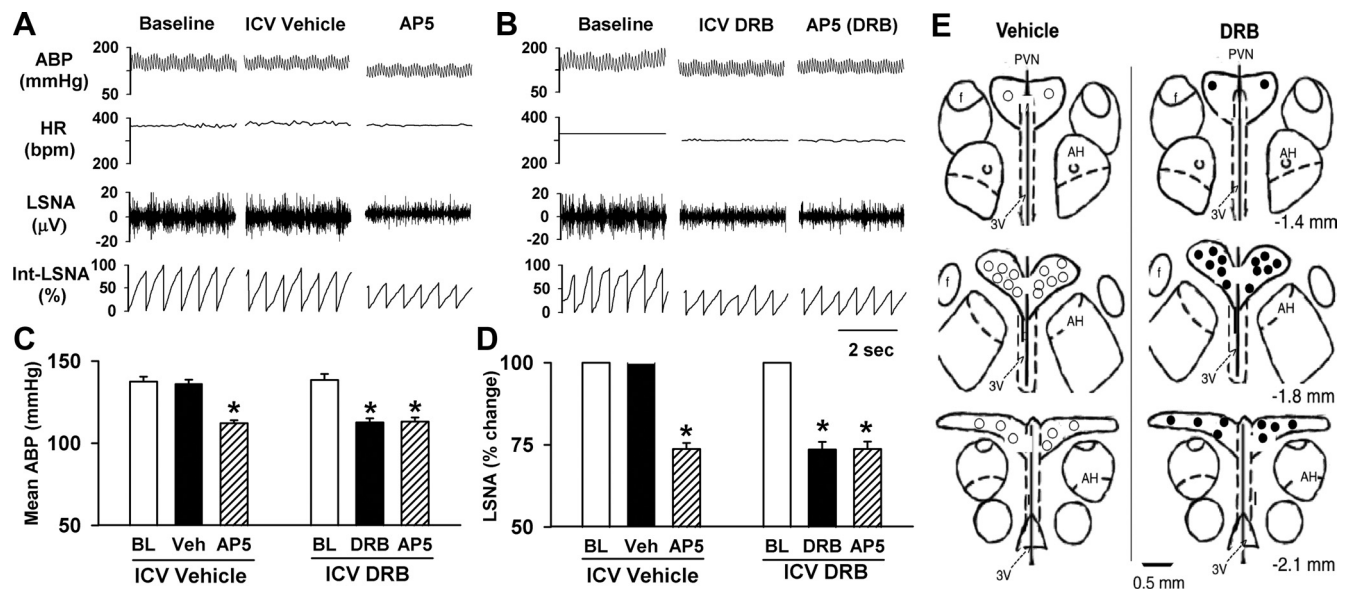 A
Baseline
ICV Vehicle
AP5
ABP
(mmHg)
200
50
HR
(bpm)
400
200
LSNA
(µV)
20
0
-20
Int-LSNA
(%)
100
50
0
B
Baseline
ICV DRB
AP5 (DRB)
200
50
400
200
20
0
-20
100
50
0
2 sec
C
Mean ABP (mmHg)
150
100
50
*
*
*
BL Veh AP5
BL DRB AP5
ICV Vehicle
ICV DRB
D
LSNA (% change)
100
75
50
*
*
*
BL Veh AP5
BL DRB AP5
ICV Vehicle
ICV DRB
E
Vehicle
DRB
PVN
PVN
f
f
AH
AH
C
C
C
C
3V
3V
-1.4 mm
f
f
AH
AH
3V
3V
-1.8 mm
AH
AH
3V
3V
-2.1 mm
0.5 mm